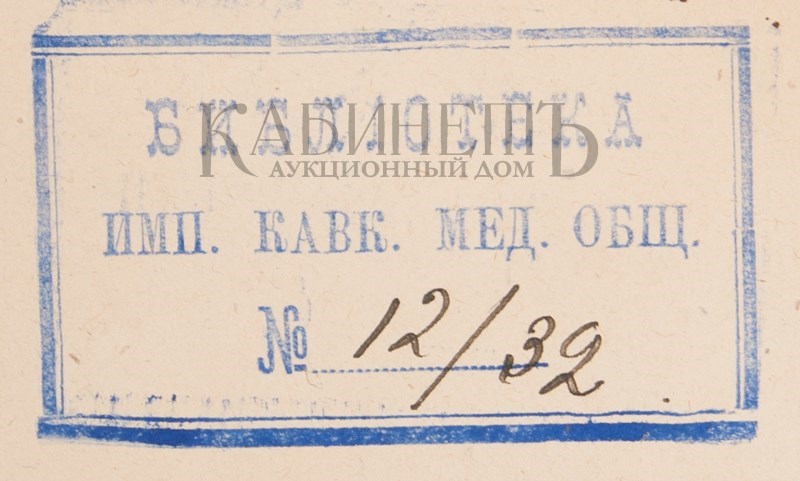 БИБЛІОТЕКА
КАБИНЕТЪ
АУКЦИОННЫЙ ДОМ
ИМП. КАВК. МЕД. ОБЩ.
№ 12/32